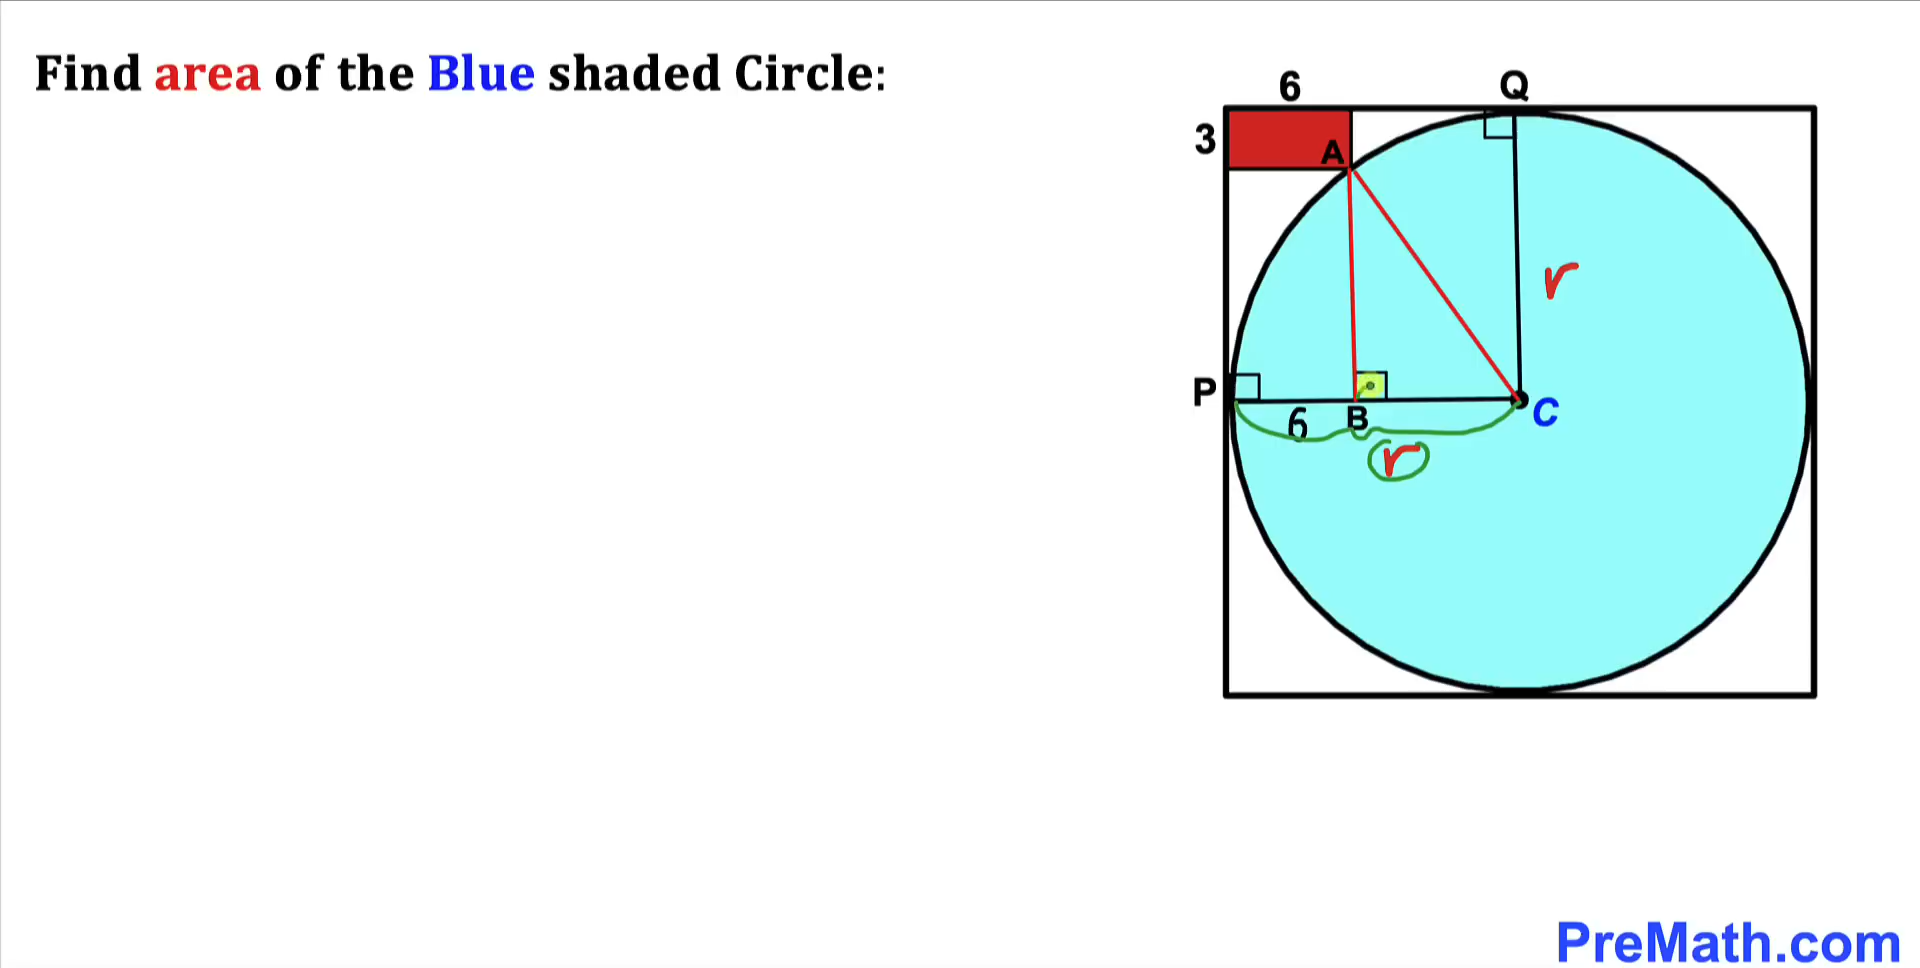 Find area of the Blue shaded Circle:
6
Q
3
A
r
P
6
B
C
r
PreMath.com